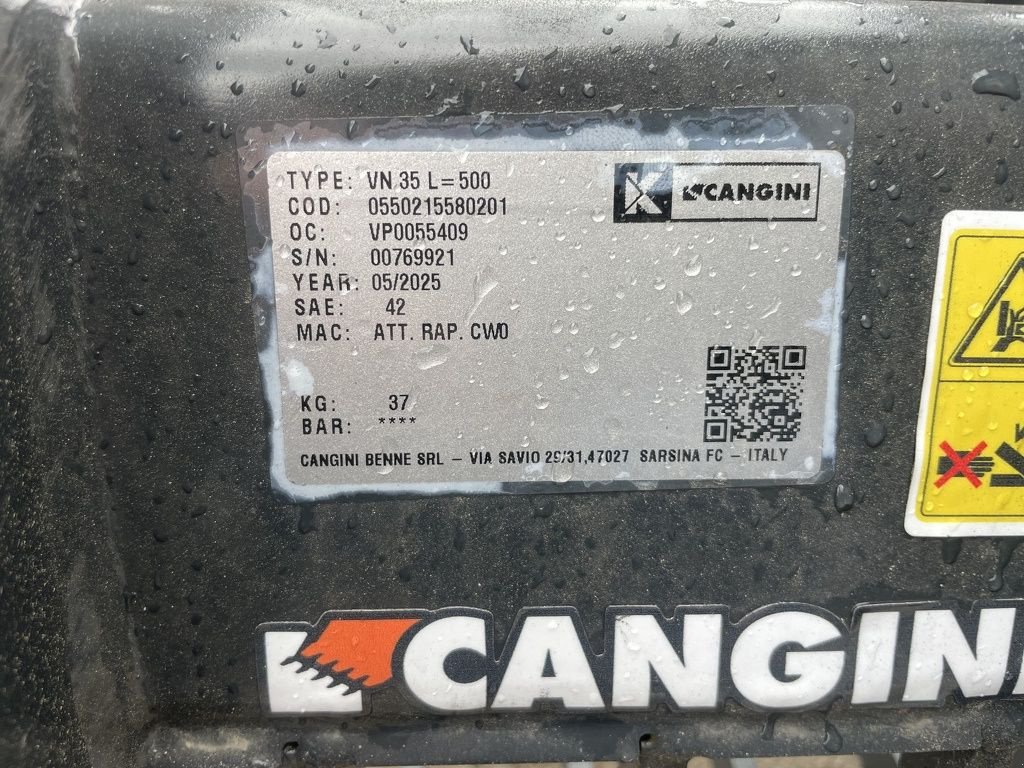 TYPE: VN 35 L=500
CANGINI
COD: 0550215580201
OC: VP0055409
S/N: 00769921
YEAR: 05/2025
SAE: 42
MAC: ATT. RAP. CW0
KG: 37
BAR: ****
CANGINI BENNE SRL – VIA SAVIO 29/31,47027 SARSINA FC – ITALY
CANGINI